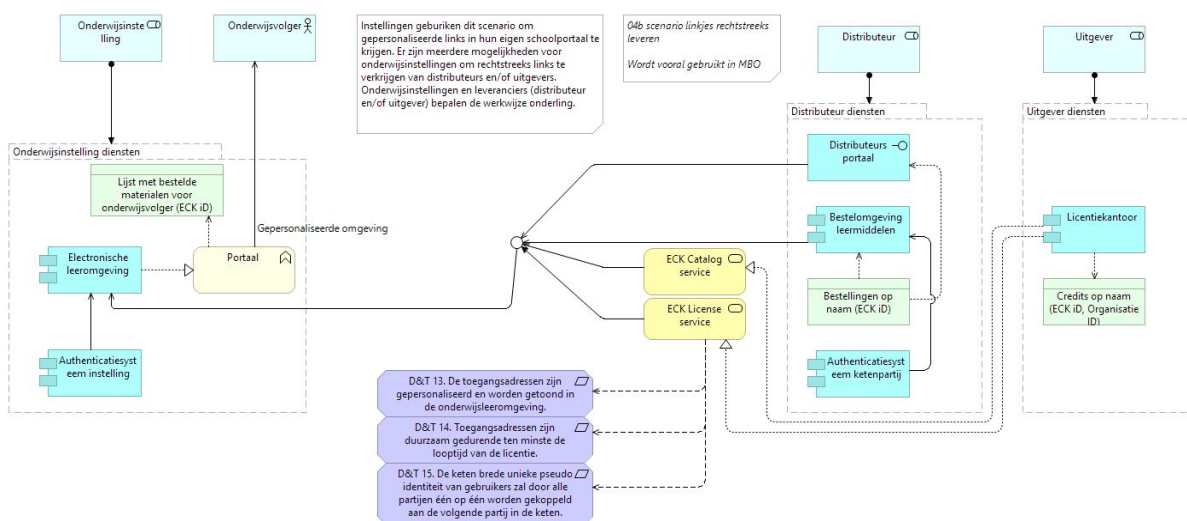 Onderwijsinste
lling
Onderwijsvolger
Instellingen geburiken dit scenario om
gepersonaliseerde links in hun eigen schoolportaal te
krijgen. Er zijn meerdere mogelijkheden voor
onderwijsinstellingen om rechtstreeks links te
verkrijgen van distributeurs en/of uitgevers.
Onderwijsinstellingen en leveranciers (distributeur
en/of uitgever) bepalen de werkwijze onderling.
04b scenario linkjes rechtstreeks
leveren
Wordt vooral gebruikt in MBO
Distributeur
Uitgever
Onderwijsinstelling diensten
Lijst met bestelde
materialen voor
onderwijsvolger (ECK iD)
Gepersonaliseerde omgeving
Electronische
leeromgeving
Portaal
Authenticatiesyst
eem instelling
ECK Catalog
service
ECK License
service
D&T 13. De toegangsadressen zijn
gepersonaliseerd en worden getoond in
de onderwijsleeromgeving.
D&T 14. Toegangsadressen zijn
duurzaam gedurende ten minste de
looptijd van de licentie.
D&T 15. De keten brede unieke pseudo
identiteit van gebruikers zal door alle
partijen één op één worden gekoppeld
aan de volgende partij in de keten.
Distributeur diensten
Distributeurs
portaal
Bestelomgeving
leermiddelen
Bestellingen op
naam (ECK iD)
Authenticatiesyst
eem ketenpartij
Uitgever diensten
Licentiekantoor
Credits op naam
(ECK iD, Organisatie
ID)